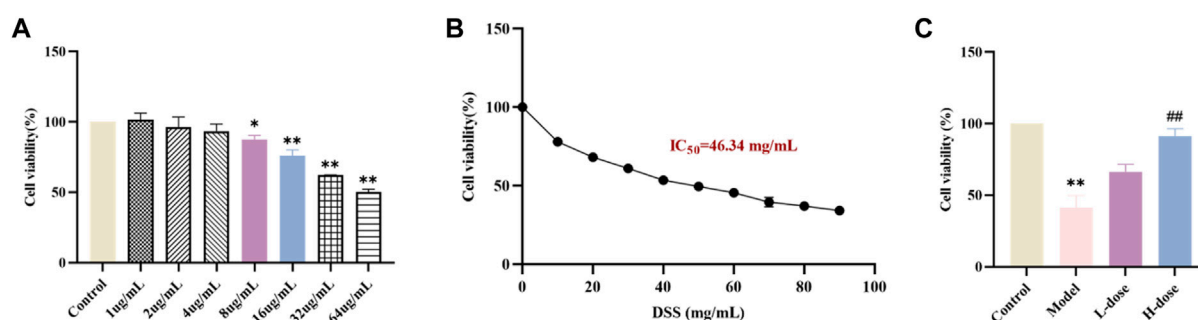 A
Cell viability(%)
150
100
50
0
*
**
**
**
Control
1ug/mL
2ug/mL
4ug/mL
8ug/mL
16ug/mL
32ug/mL
64ug/mL
B
Cell viability(%)
150
100
50
0
IC50=46.34 mg/mL
0
20
40
60
80
100
DSS (mg/mL)
C
Cell viability (%)
150
100
50
0
**
##
Control
Model
L-dose
H-dose